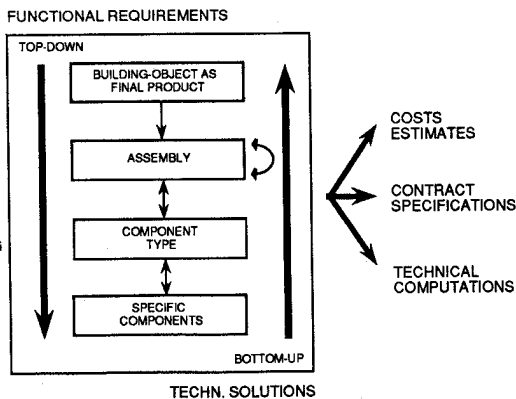 FUNCTIONAL REQUIREMENTS
TOP-DOWN
BUILDING-OBJECT AS
FINAL PRODUCT
ASSEMBLY
COMPONENT
TYPE
SPECIFIC
COMPONENTS
BOTTOM-UP
TECHN. SOLUTIONS
COSTS
ESTIMATES
CONTRACT
SPECIFICATIONS
TECHNICAL
COMPUTATIONS